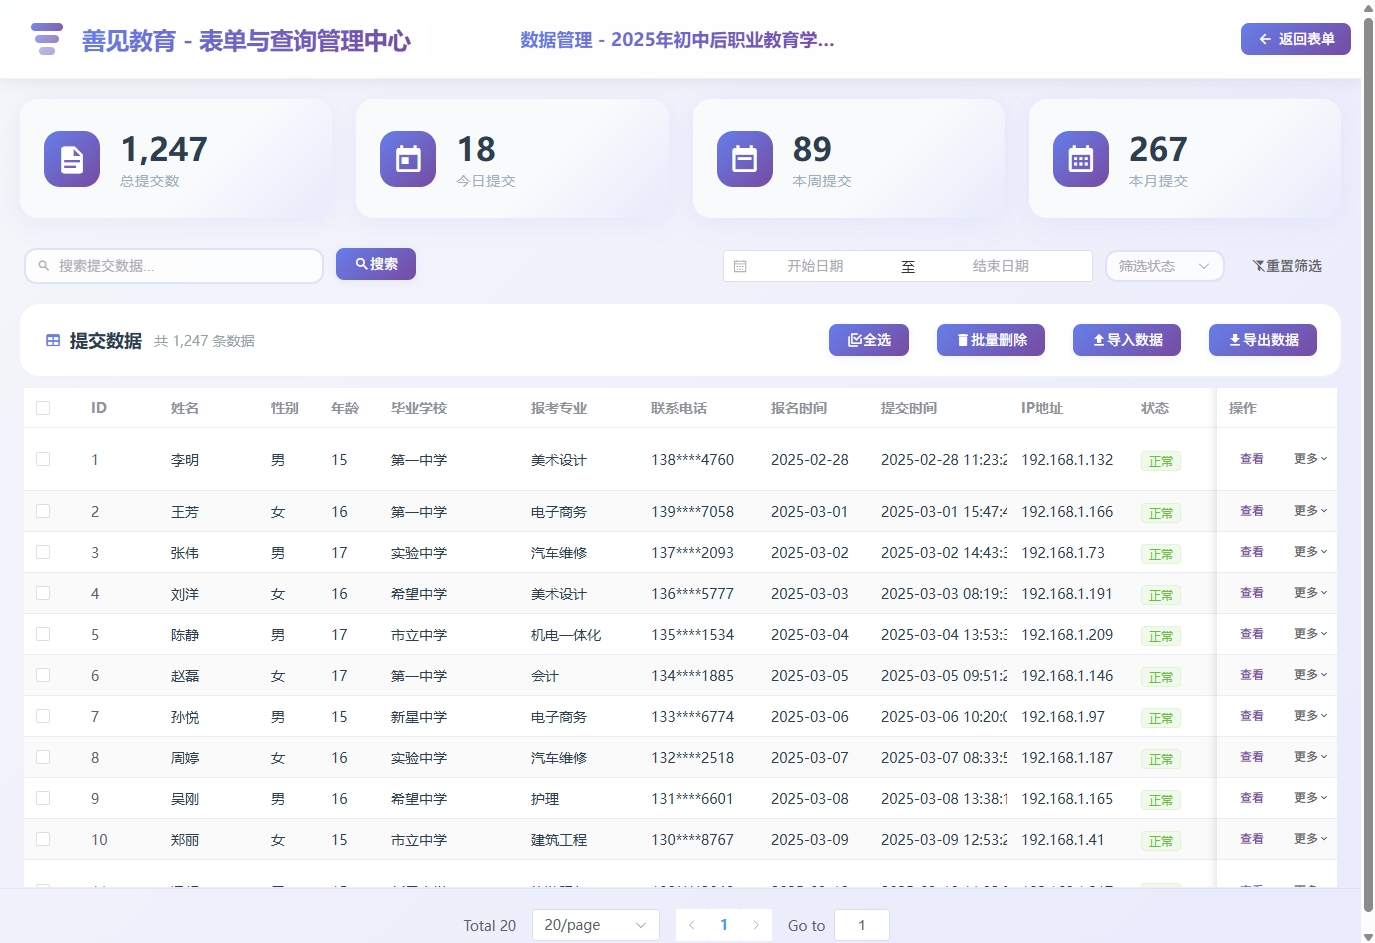 善见教育 - 表单与查询管理中心
数据管理 - 2025年初中后职业教育学...
返回表单
1,247
总提交数
18
今日提交
89
本周提交
267
本月提交
搜索提交数据...
搜索
开始日期 至 结束日期
筛选状态
重置筛选
提交数据 共 1,247 条数据
全选
批量删除
导入数据
导出数据
ID 姓名 性别 年龄 毕业学校 报考专业 联系电话 报名时间 提交时间 IP地址 状态 操作
1 李明 男 15 第一中学 美术设计 138****4760 2025-02-28 2025-02-28 11:23:2 192.168.1.132 正常 查看 更多
2 王芳 女 16 第一中学 电子商务 139****7058 2025-03-01 2025-03-01 15:47:4 192.168.1.166 正常 查看 更多
3 张伟 男 17 实验中学 汽车维修 137****2093 2025-03-02 2025-03-02 14:43:3 192.168.1.73 正常 查看 更多
4 刘洋 女 16 希望中学 美术设计 136****5777 2025-03-03 2025-03-03 08:19:3 192.168.1.191 正常 查看 更多
5 陈静 男 17 市立中学 机电一体化 135****1534 2025-03-04 2025-03-04 13:53:3 192.168.1.209 正常 查看 更多
6 赵磊 女 17 第一中学 会计 134****1885 2025-03-05 2025-03-05 09:51:2 192.168.1.146 正常 查看 更多
7 孙悦 男 15 新星中学 电子商务 133****6774 2025-03-06 2025-03-06 10:20:0 192.168.1.97 正常 查看 更多
8 周婷 女 16 实验中学 汽车维修 132****2518 2025-03-07 2025-03-07 08:33:5 192.168.1.187 正常 查看 更多
9 吴刚 男 16 希望中学 护理 131****6601 2025-03-08 2025-03-08 13:38:1 192.168.1.165 正常 查看 更多
10 郑丽 女 15 市立中学 建筑工程 130****8767 2025-03-09 2025-03-09 12:53:2 192.168.1.41 正常 查看 更多
Total 20 20/page 1 Go to 1